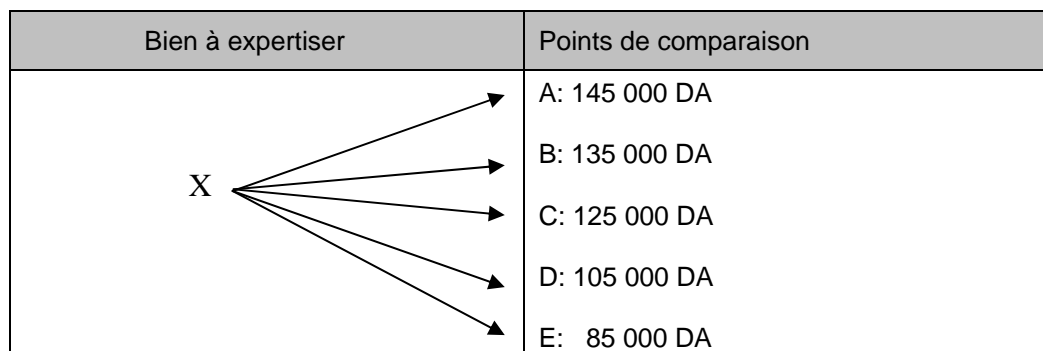 Bien à expertiser
Points de comparaison
X
A: 145 000 DA
B: 135 000 DA
C: 125 000 DA
D: 105 000 DA
E: 85 000 DA